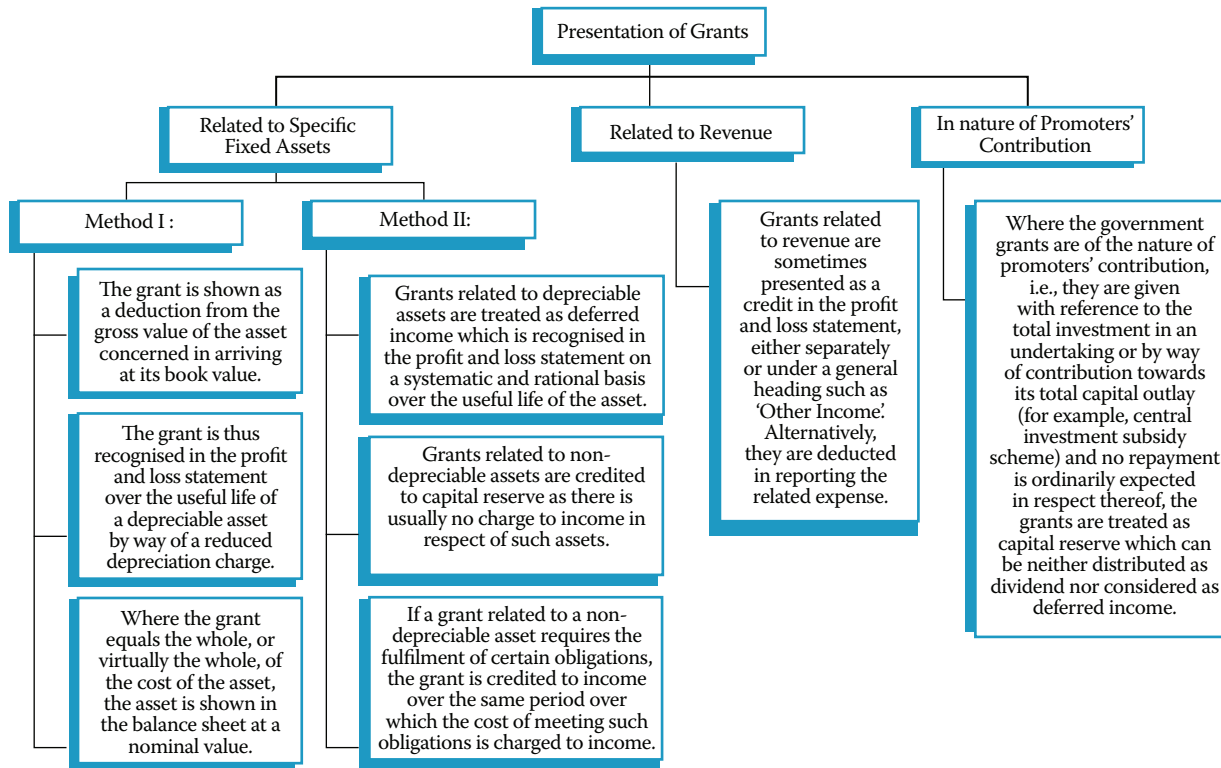 Presentation of Grants
Related to Specific
Fixed Assets
Related to Revenue
In nature of Promoters'
Contribution
Method I :
The grant is shown as
a deduction from the
gross value of the asset
concerned in arriving
at its book value.
The grant is thus
recognised in the profit
and loss statement
over the useful life of
a depreciable asset
by way of a reduced
depreciation charge.
Where the grant
equals the whole, or
virtually the whole, of
the cost of the asset,
the asset is shown in
the balance sheet at a
nominal value.
Method II:
Grants related to depreciable
assets are treated as deferred
income which is recognised in
the profit and loss statement on
a systematic and rational basis
over the useful life of the asset.
Grants related to non-
depreciable assets are credited
to capital reserve as there is
usually no charge to income in
respect of such assets.
If a grant related to a non-
depreciable asset requires the
fulfilment of certain obligations,
the grant is credited to income
over the same period over
which the cost of meeting such
obligations is charged to income.
Grants related
to revenue are
sometimes
presented as a
credit in the profit
and loss statement,
either separately
or under a general
heading such as
'Other Income'.
Alternatively,
they are deducted
in reporting the
related expense.
Where the government
grants are of the nature of
promoters' contribution,
i.e., they are given
with reference to the
total investment in an
undertaking or by way
of contribution towards
its total capital outlay
(for example, central
investment subsidy
scheme) and no repayment
is ordinarily expected
in respect thereof, the
grants are treated as
capital reserve which can
be neither distributed as
dividend nor considered as
deferred income.